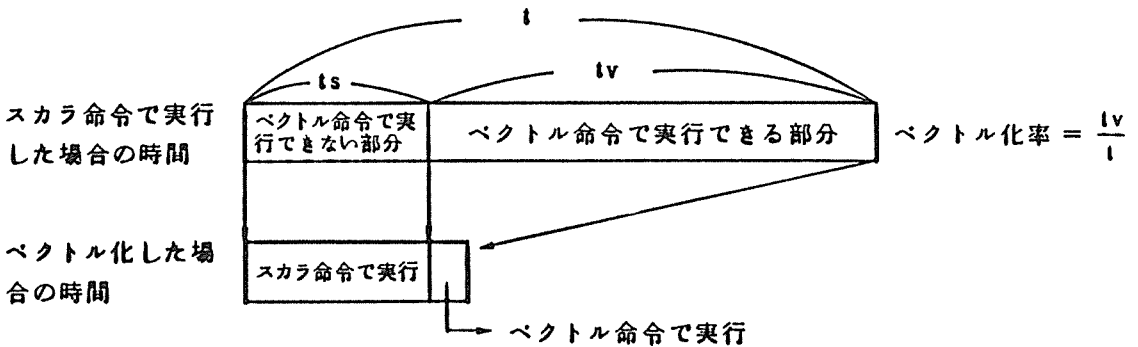 t
ts
tv
スカラ命令で実行
した場合の時間
ベクトル命令で実
行できない部分
ベクトル命令で実行できる部分
ベクトル化率 = tv/t
ベクトル化した場
合の時間
スカラ命令で実行
ベクトル命令で実行